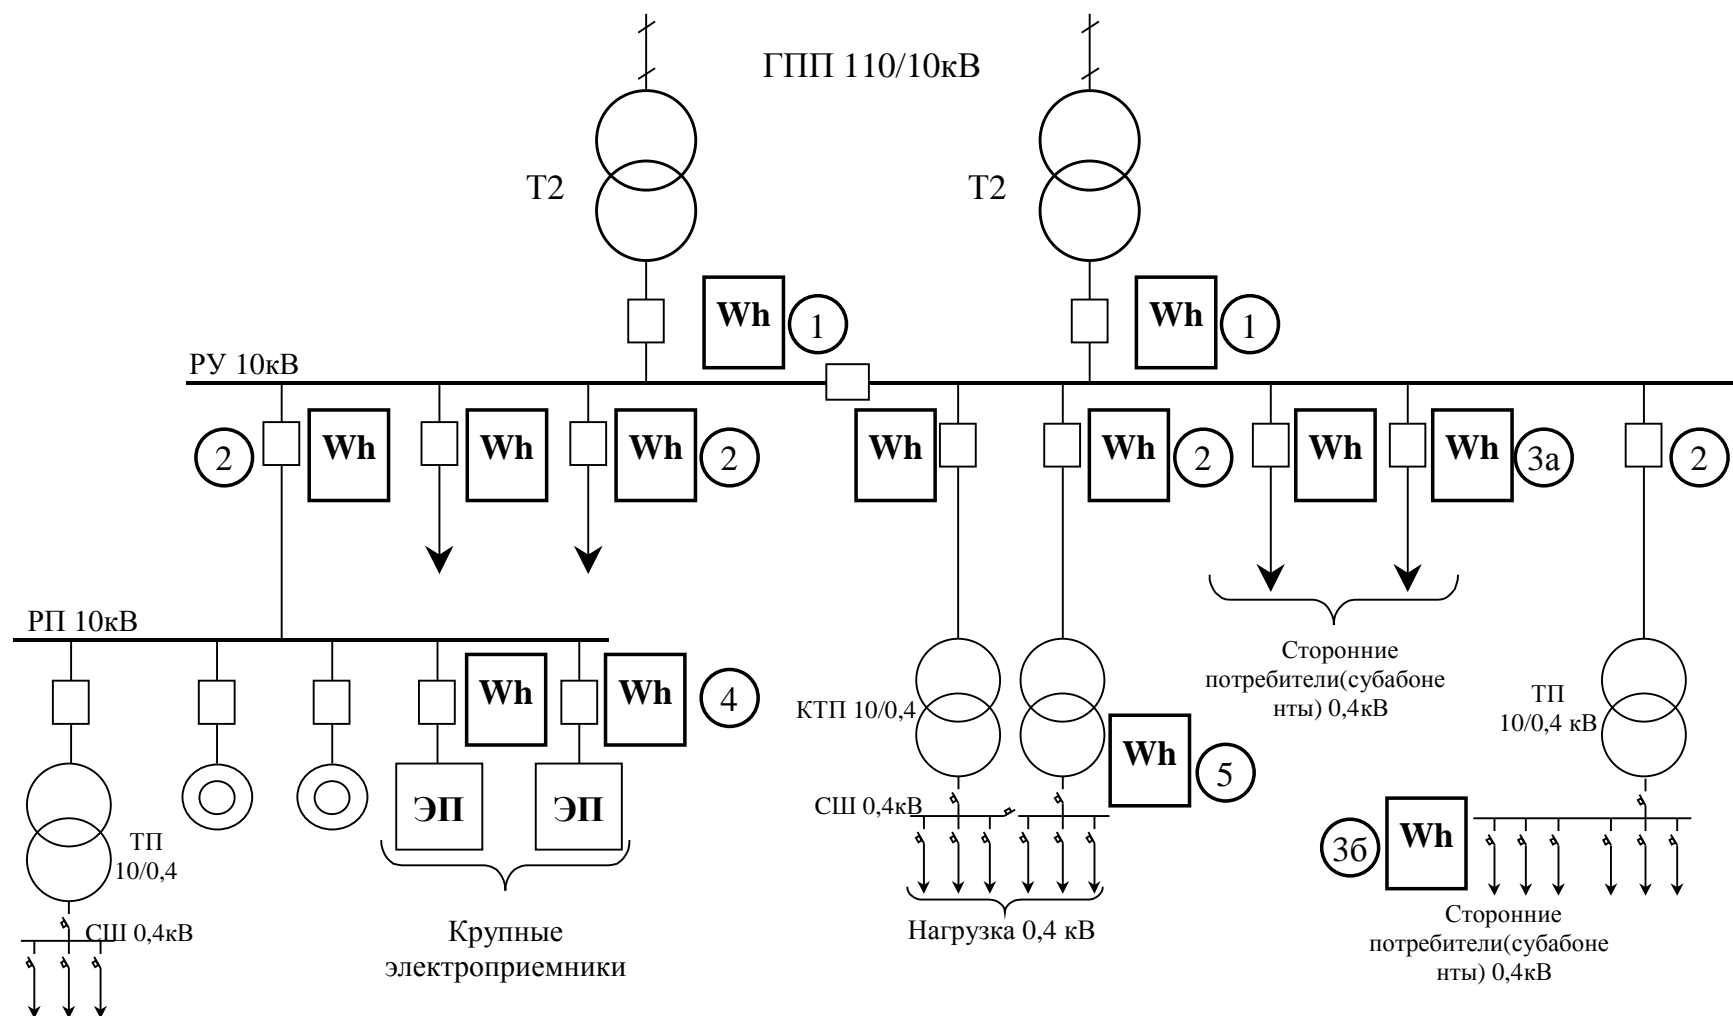 ГПП 110/10кВ
Т2
Т2
Wh
1
Wh
1
РУ 10кВ
2
Wh
Wh
Wh
2
Wh
Wh
2
Wh
Wh
3а
2
РП 10кВ
Wh
Wh
4
КТП 10/0,4
Wh
5
Сторонние
потребители(субабоне
нты) 0,4кВ
ТП
10/0,4 кВ
ЭП
ЭП
СШ 0,4кВ
ТП
10/0,4
3б
Wh
СШ 0,4кВ
Крупные
электроприемники
Нагрузка 0,4 кВ
Сторонние
потребители(субабоне
нты) 0,4кВ